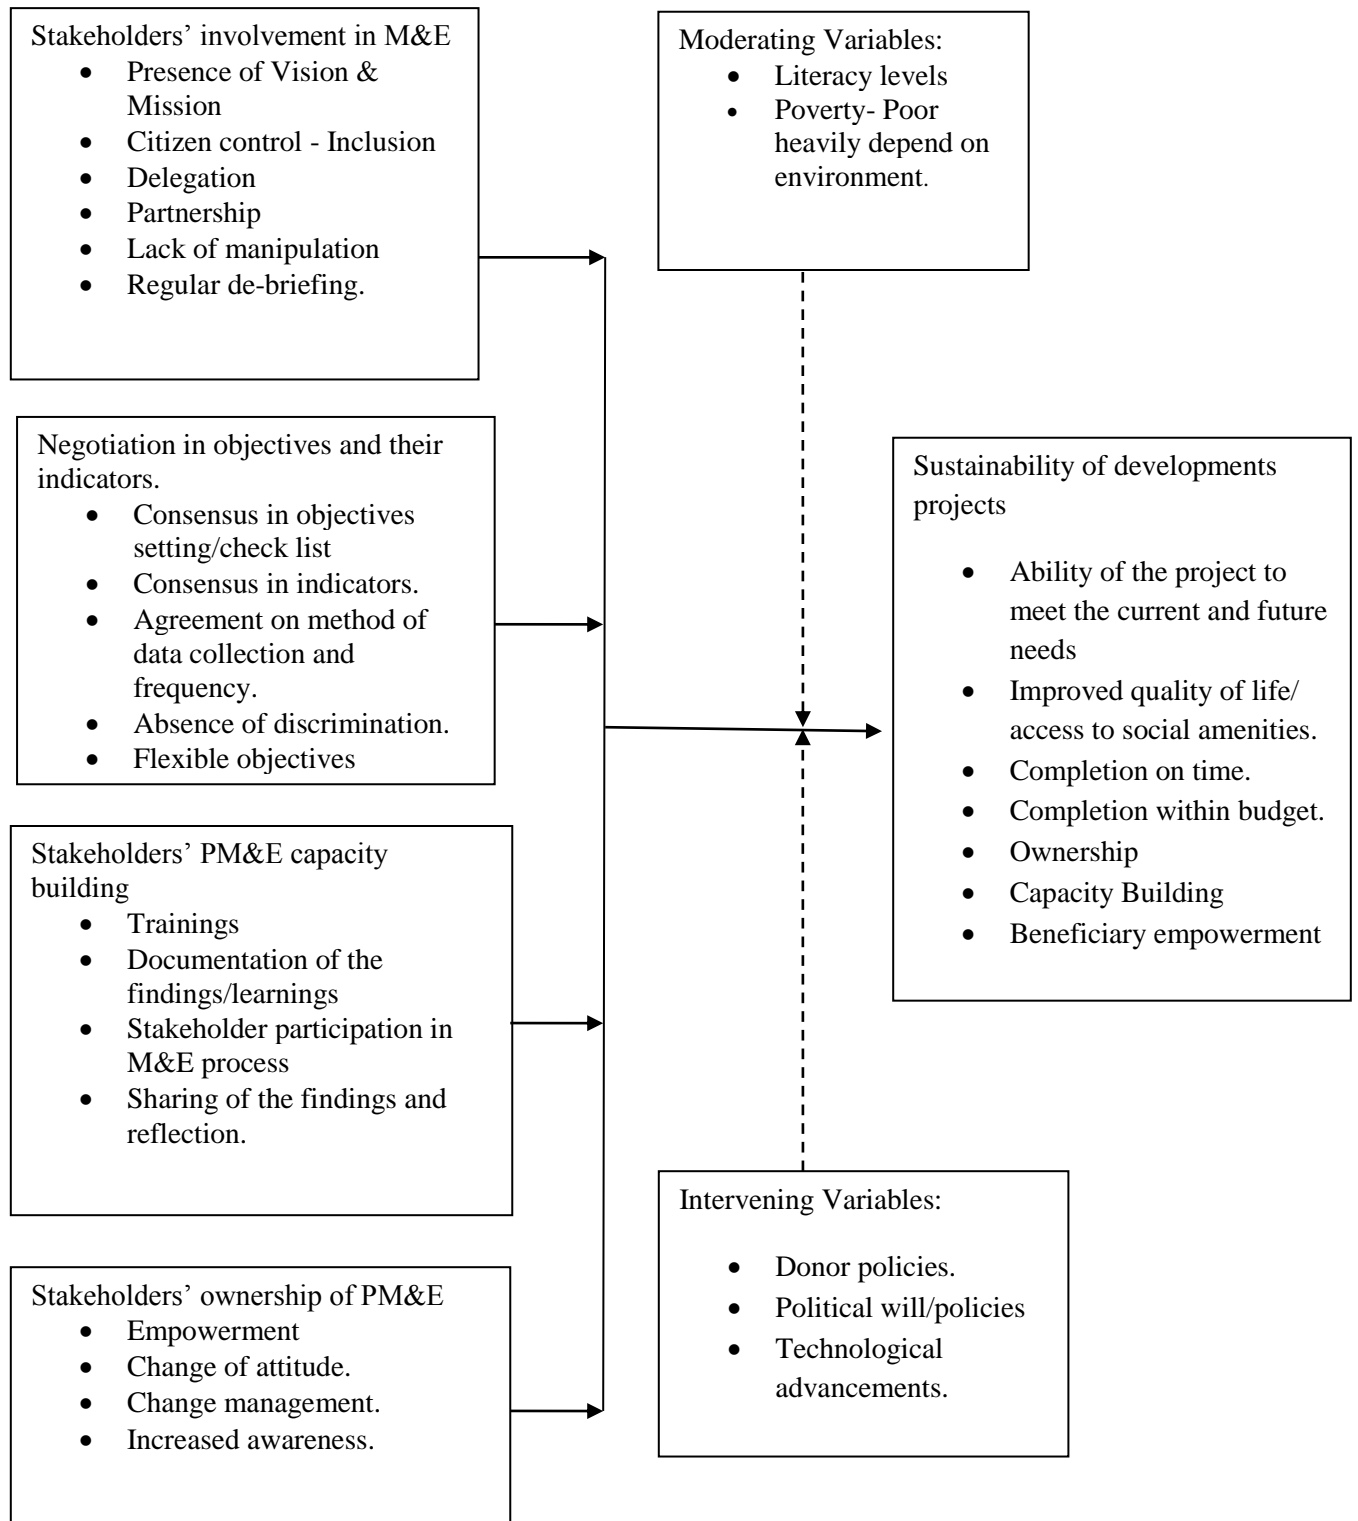 Stakeholders’ involvement in M&E
• Presence of Vision &
Mission
• Citizen control - Inclusion
• Delegation
• Partnership
• Lack of manipulation
• Regular de-briefing.
Negotiation in objectives and their
indicators.
• Consensus in objectives
setting/check list
• Consensus in indicators.
• Agreement on method of
data collection and
frequency.
• Absence of discrimination.
• Flexible objectives
Stakeholders’ PM&E capacity
building
• Trainings
• Documentation of the
findings/learnings
• Stakeholder participation in
M&E process
• Sharing of the findings and
reflection.
Stakeholders’ ownership of PM&E
• Empowerment
• Change of attitude.
• Change management.
• Increased awareness.
Moderating Variables:
• Literacy levels
• Poverty- Poor
heavily depend on
environment.
Intervening Variables:
• Donor policies.
• Political will/policies
• Technological
advancements.
Sustainability of developments
projects
• Ability of the project to
meet the current and future
needs
• Improved quality of life/
access to social amenities.
• Completion on time.
• Completion within budget.
• Ownership
• Capacity Building
• Beneficiary empowerment